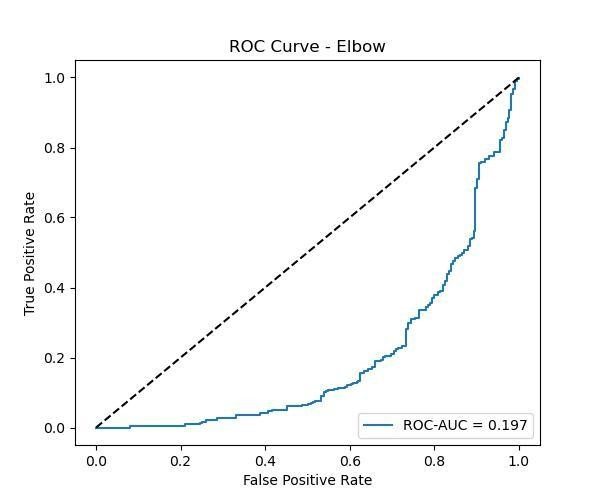 ROC Curve - Elbow
1.0
0.8
0.6
0.4
0.2
0.0
True Positive Rate
ROC-AUC = 0.197
0.0 0.2 0.4 0.6 0.8 1.0
False Positive Rate